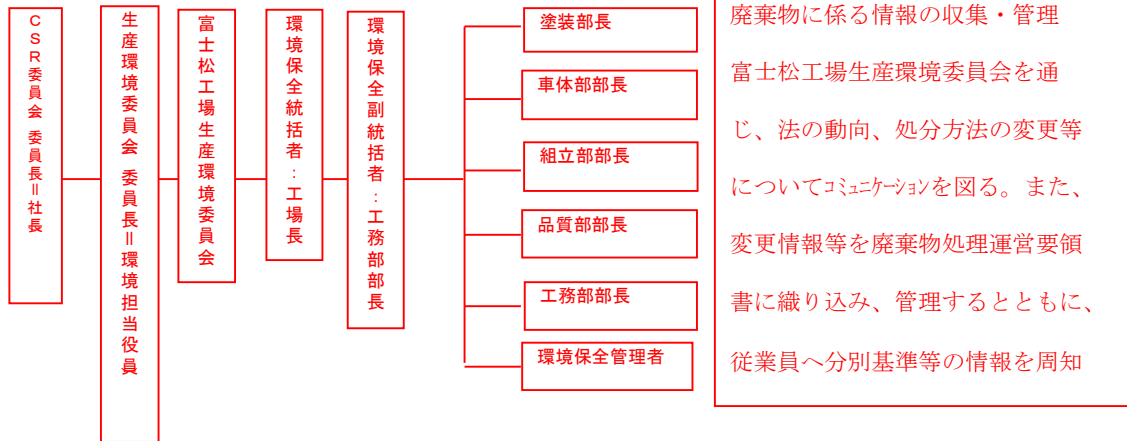 CSR委員会 委員長＝社長
生産環境委員会 委員長＝環境担当役員
富士松工場生産環境委員会
環境保全統括者：工場長
環境保全副統括者：工務部部長
塗装部長
車体部部長
組立部部長
品質部部長
工務部部長
環境保全管理者
廃棄物に係る情報の収集・管理
富士松工場生産環境委員会を通
じ、法の動向、処分方法の変更等
についてコミュニケーションを図る。また、
変更情報等を廃棄物処理運営要領
書に織り込み、管理するとともに、
従業員へ分別基準等の情報を周知